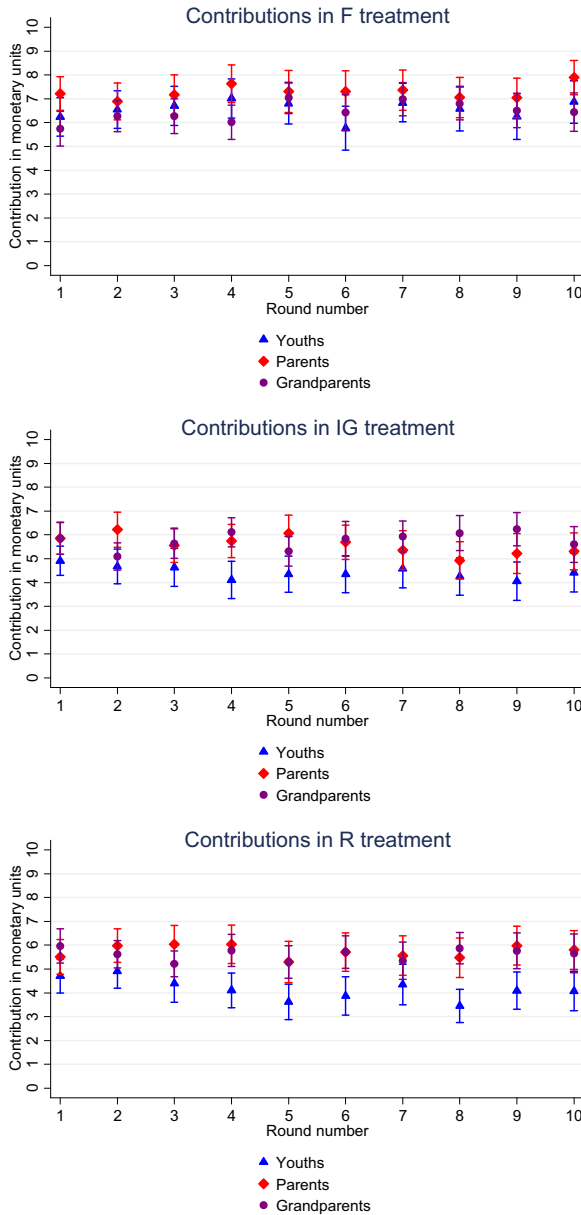 Contributions in F treatment
Contribution in monetary units
10
9
8
7
6
5
4
3
2
1
0
1 2 3 4 5 6 7 8 9 10
Round number
Youths
Parents
Grandparents
Contributions in IG treatment
Contribution in monetary units
10
9
8
7
6
5
4
3
2
1
0
1 2 3 4 5 6 7 8 9 10
Round number
Youths
Parents
Grandparents
Contributions in R treatment
Contribution in monetary units
10
9
8
7
6
5
4
3
2
1
0
1 2 3 4 5 6 7 8 9 10
Round number
Youths
Parents
Grandparents